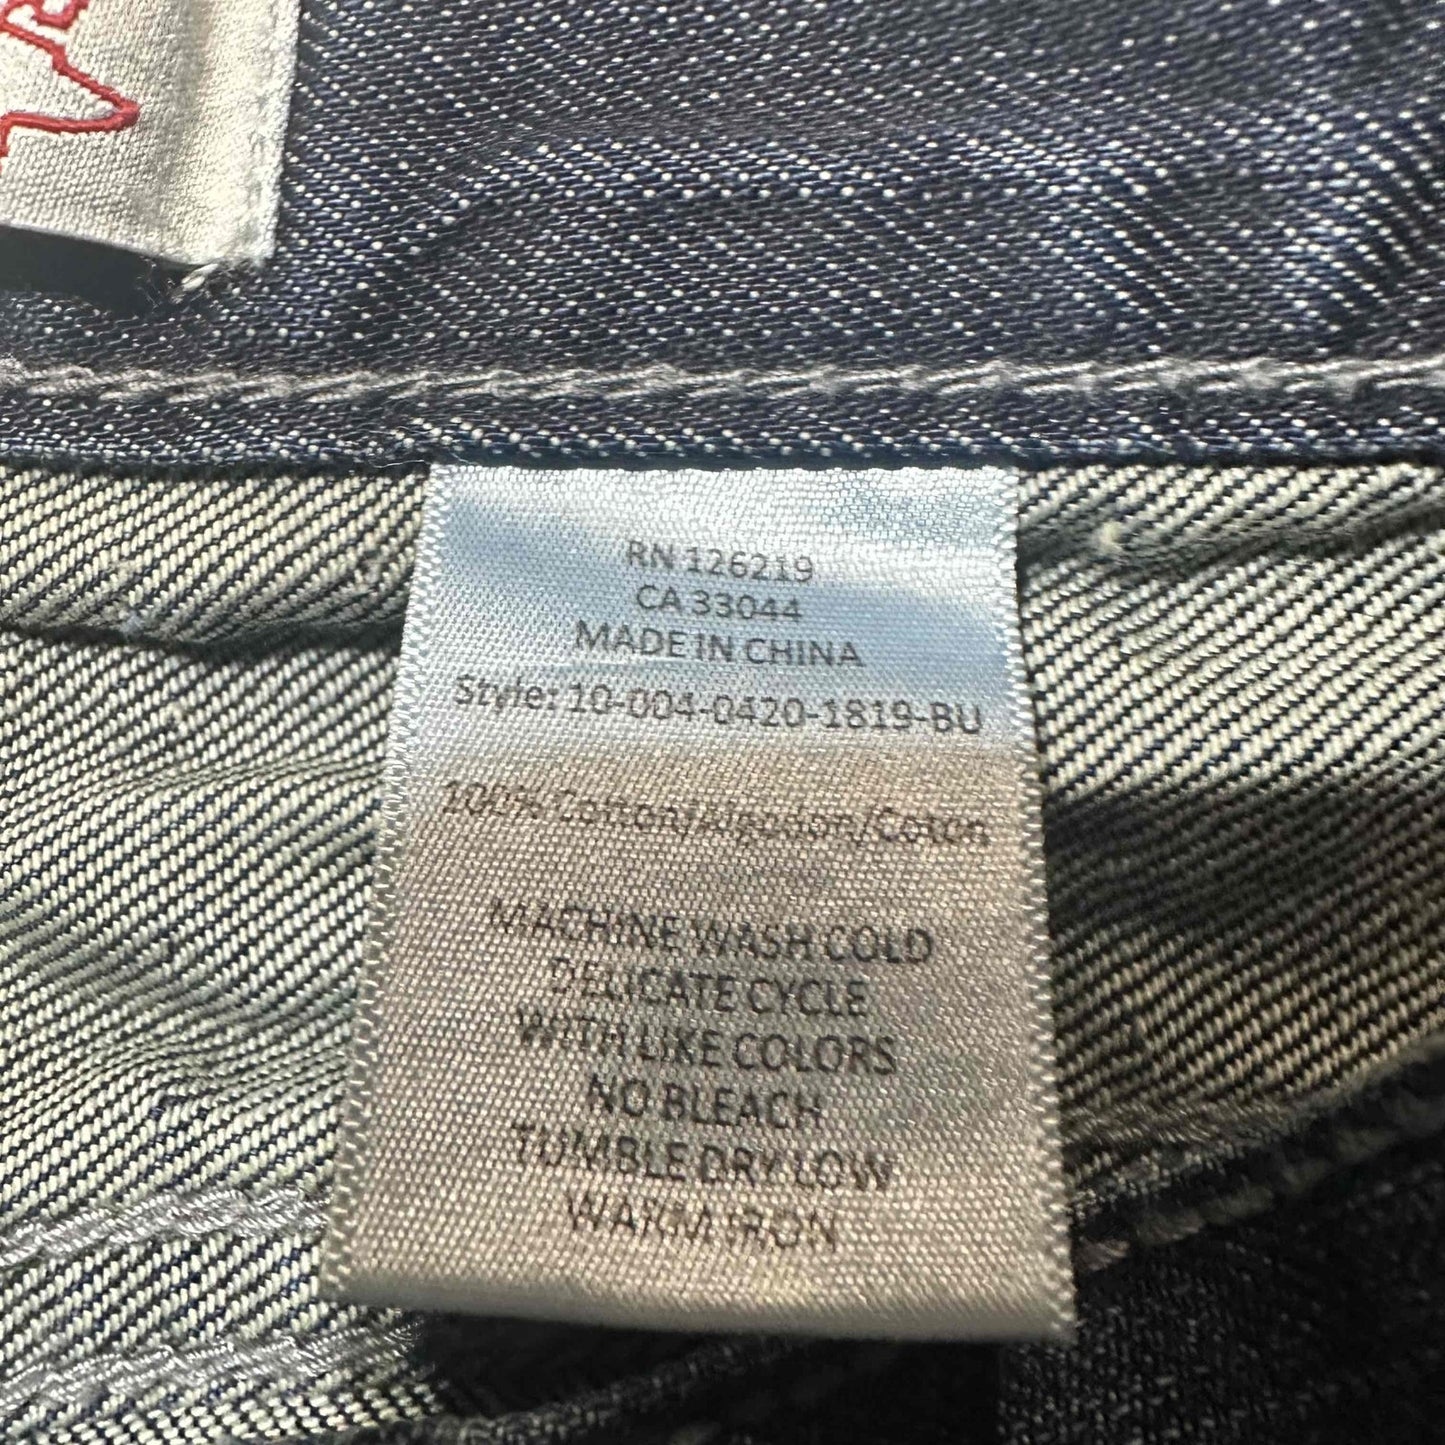 RN 126219
CA 33044
MADE IN CHINA
Style: 10-004-0420-1819-BU
100% Cotton/Algodon/Coton
MACHINE WASH COLD
DELICATE CYCLE
WITH LIKE COLORS
NO BLEACH
TUMBLE DRY LOW
WARM IRON